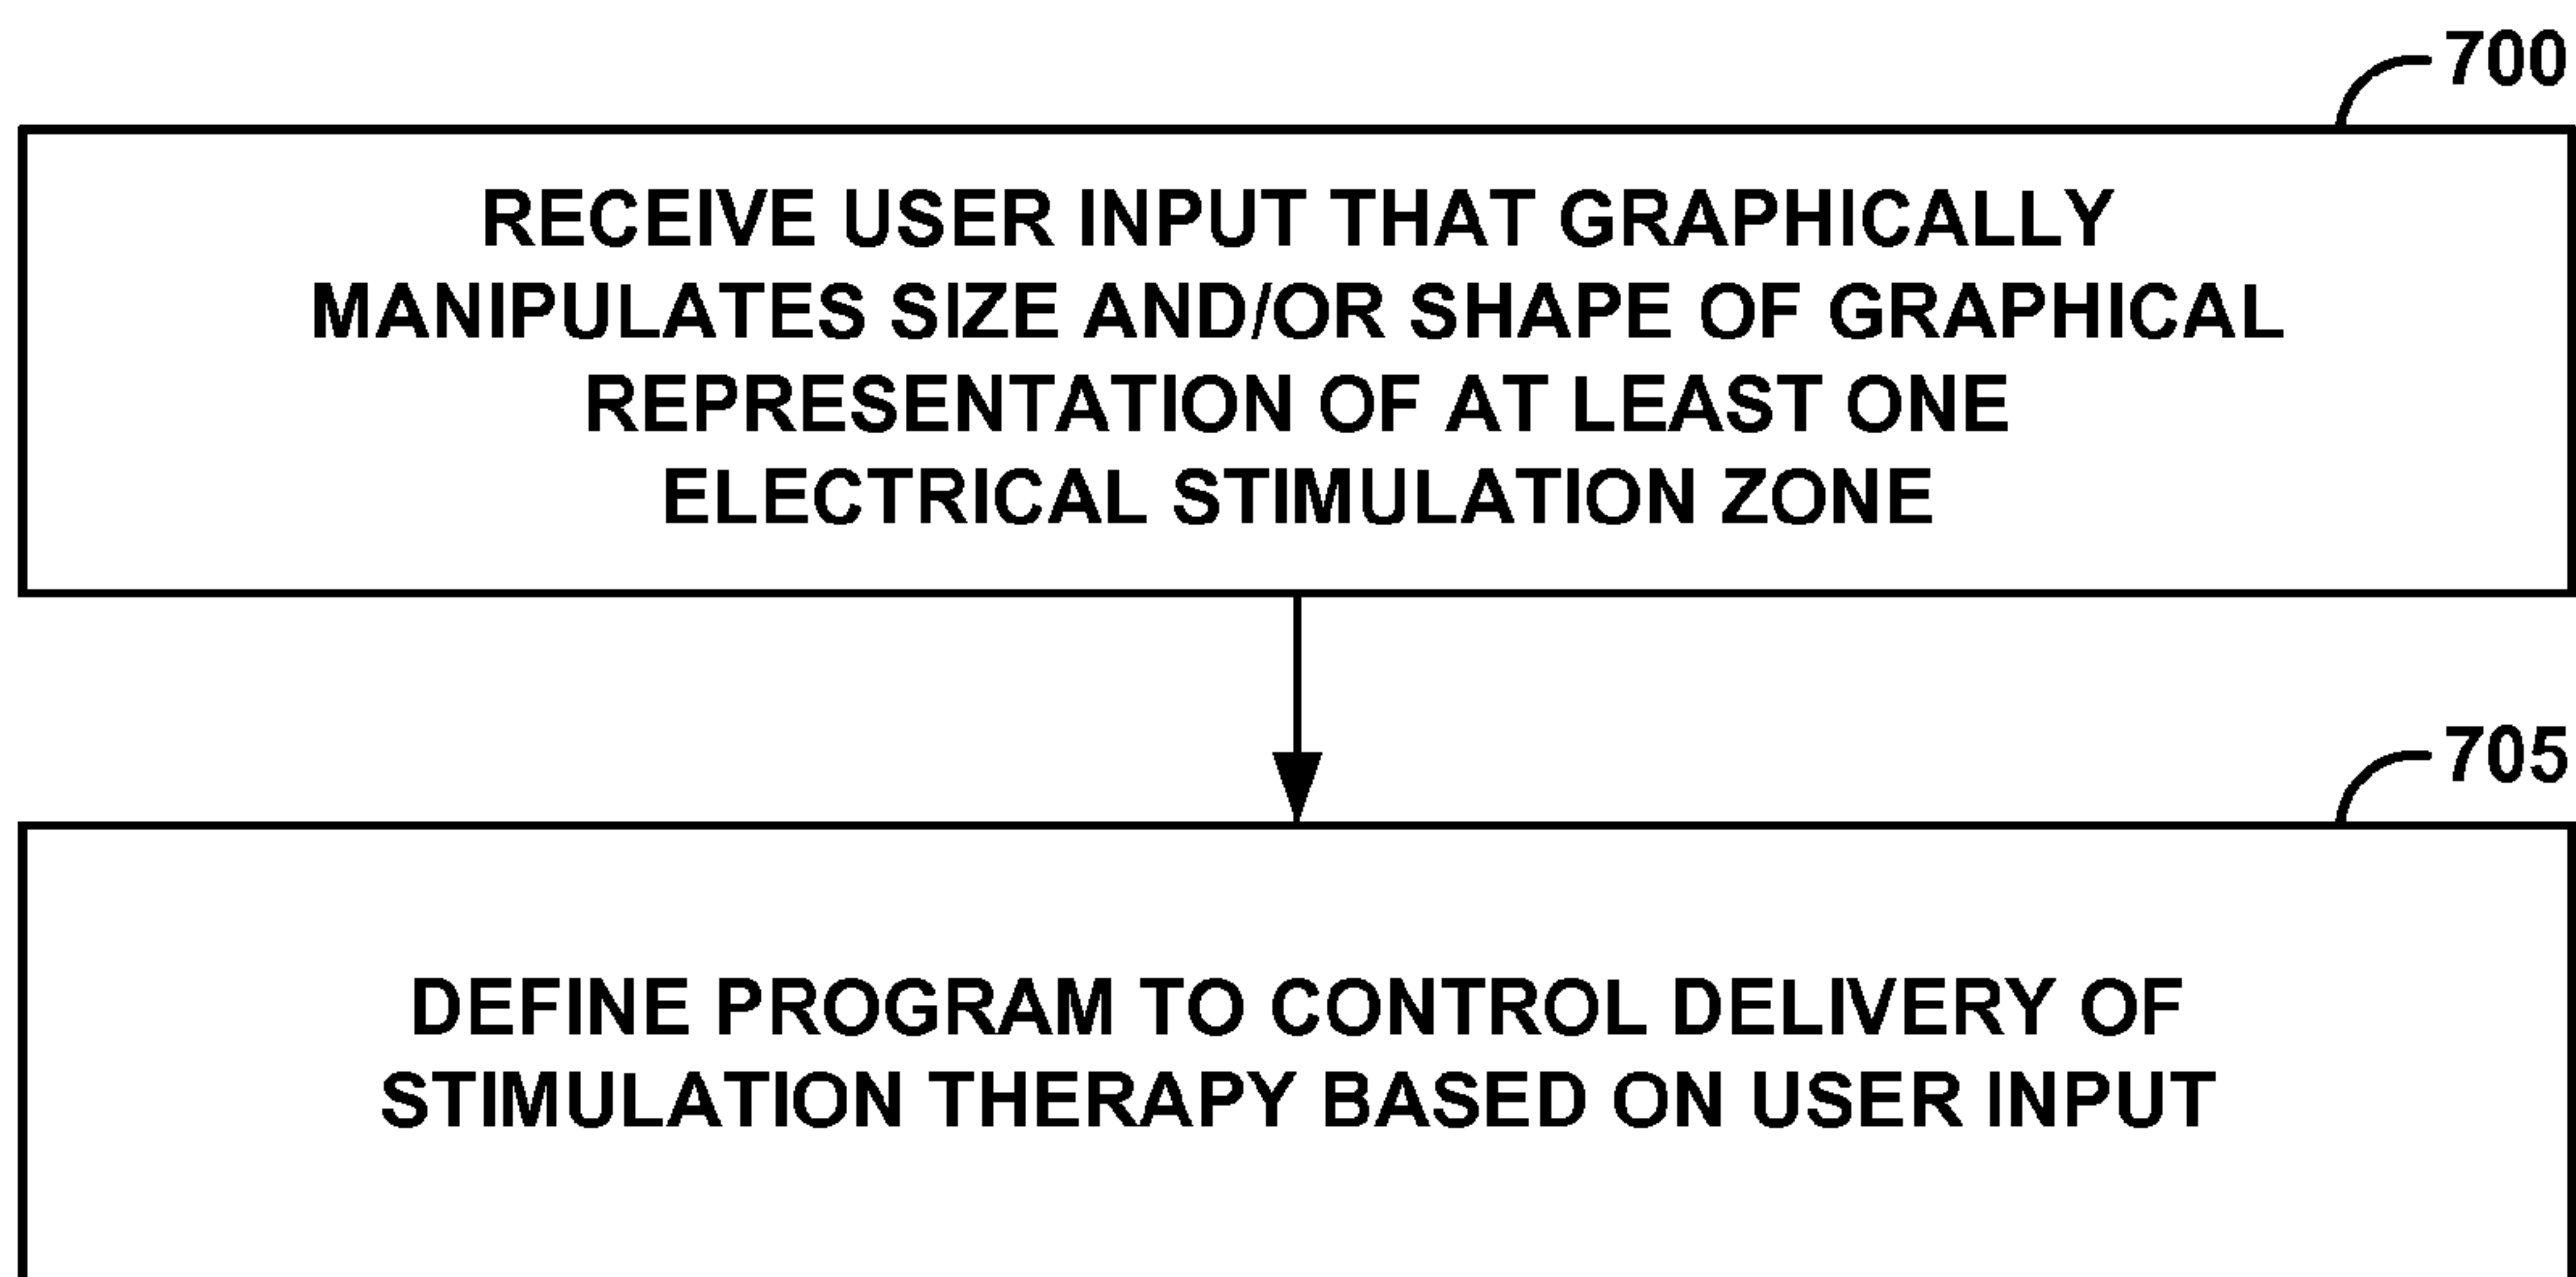 700
RECEIVE USER INPUT THAT GRAPHICALLY
MANIPULATES SIZE AND/OR SHAPE OF GRAPHICAL
REPRESENTATION OF AT LEAST ONE
ELECTRICAL STIMULATION ZONE
705
DEFINE PROGRAM TO CONTROL DELIVERY OF
STIMULATION THERAPY BASED ON USER INPUT